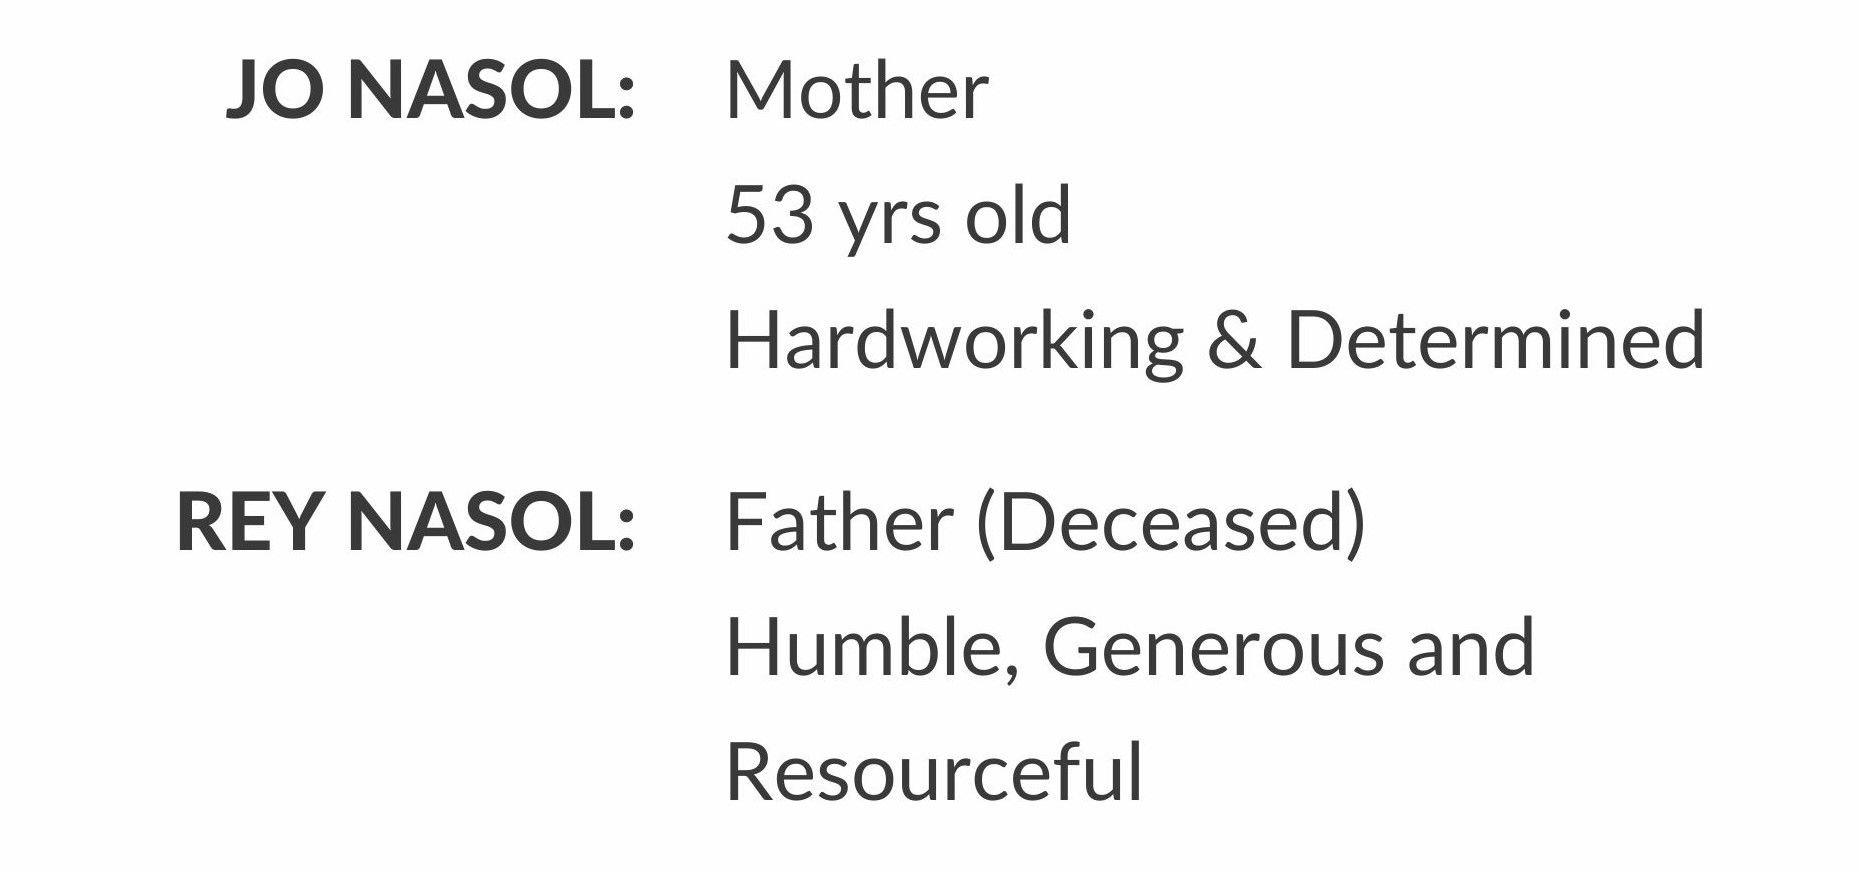 JO NASOL: Mother
53 yrs old
Hardworking & Determined
REY NASOL: Father (Deceased)
Humble, Generous and
Resourceful